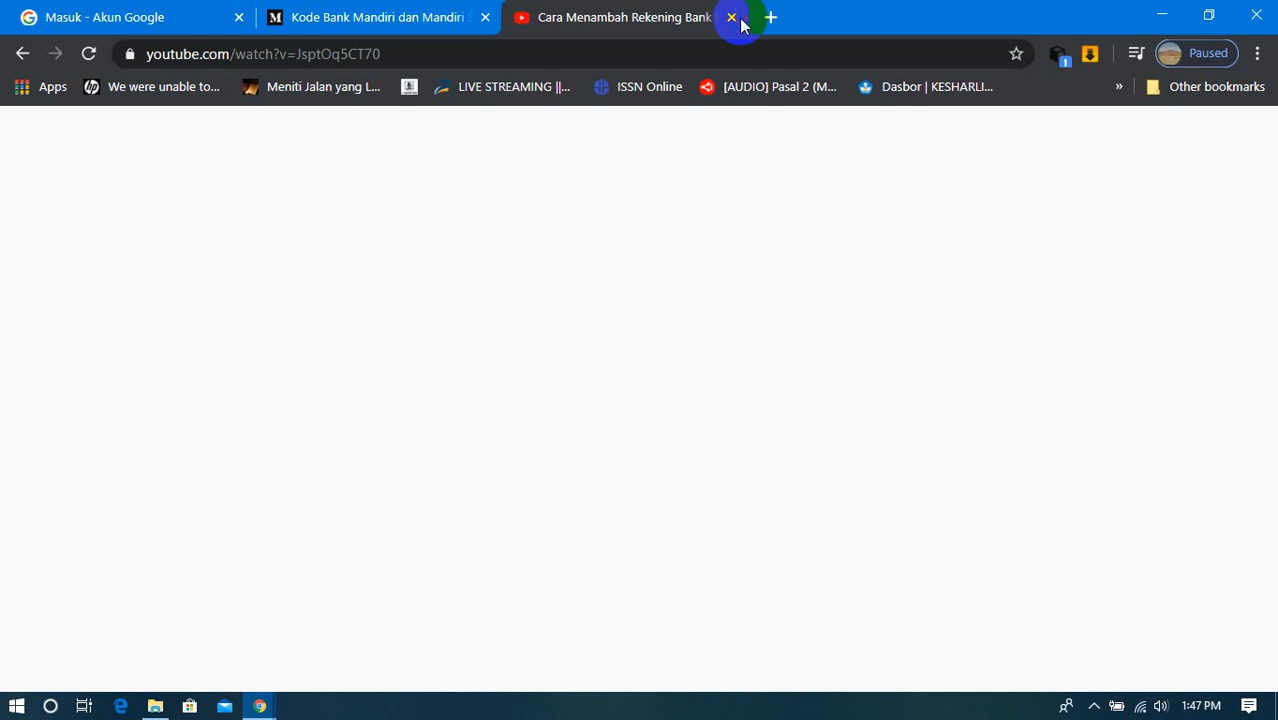 Masuk - Akun Google
Kode Bank Mandiri dan Mandiri
Cara Menambah Rekening Bank
youtube.com/watch?v=JsptOq5CT70
1
Paused
Apps
We were unable to...
Meniti Jalan yang L...
LIVE STREAMING ||,...
ISSN Online
[AUDIO] Pasal 2 (M...
Dasbor | KESHARLI...
»
Other bookmarks
1:47 PM